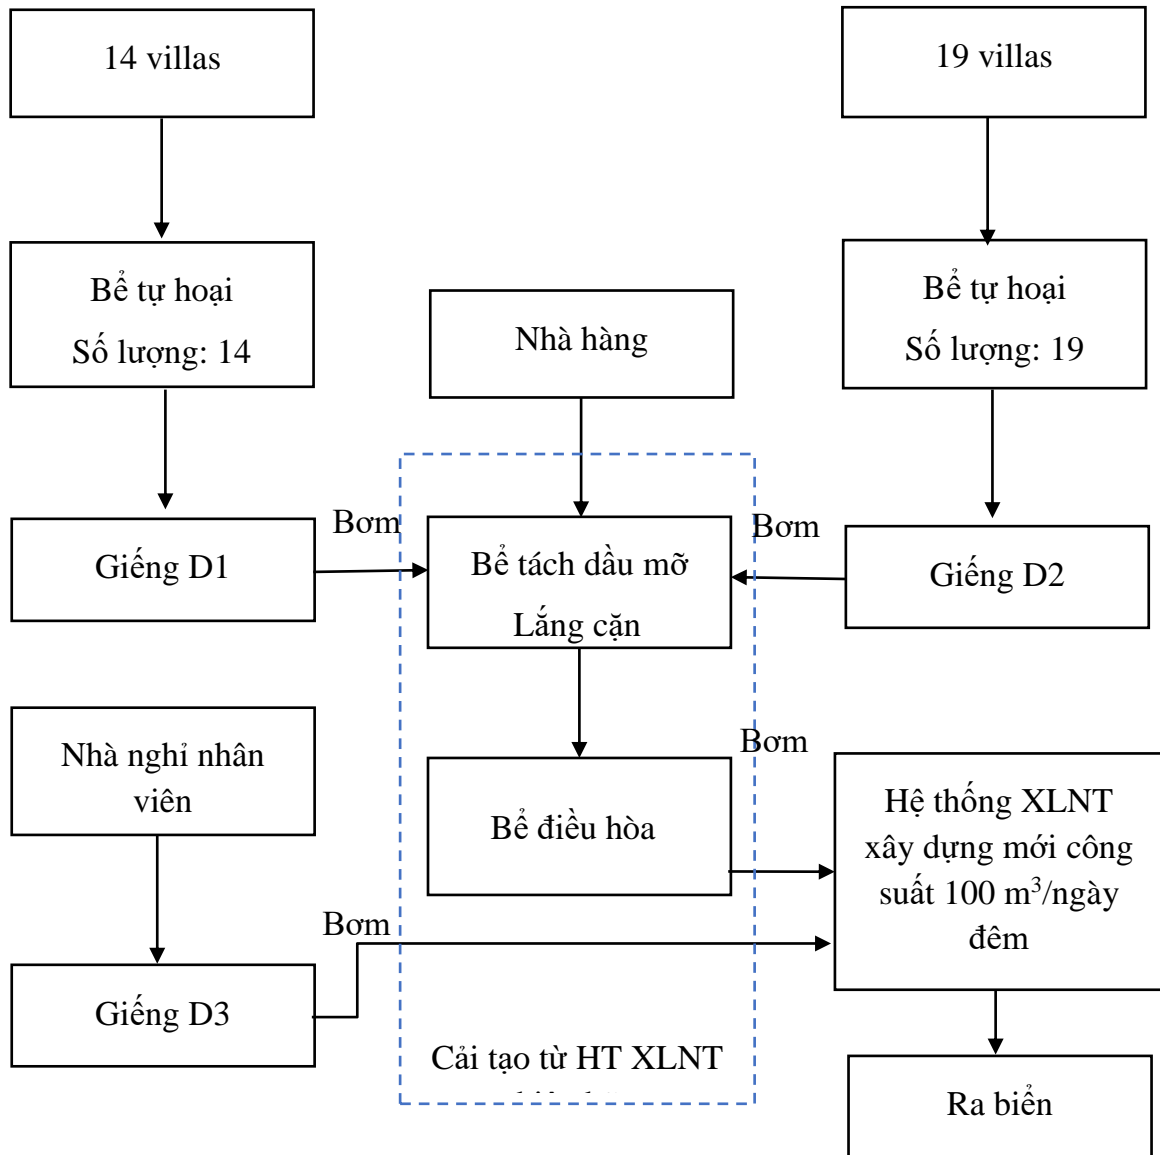 14 villas
19 villas
Bể tự hoại
Số lượng: 14
Nhà hàng
Bể tự hoại
Số lượng: 19
Bơm
Bơm
Giếng D1
Bể tách dầu mỡ
Lắng cặn
Giếng D2
Nhà nghỉ nhân
viên
Bơm
Bể điều hòa
Hệ thống XLNT
xây dựng mới công
suất 100 m³/ngày
đêm
Bơm
Giếng D3
Cải tạo từ HT XLNT
Ra biển